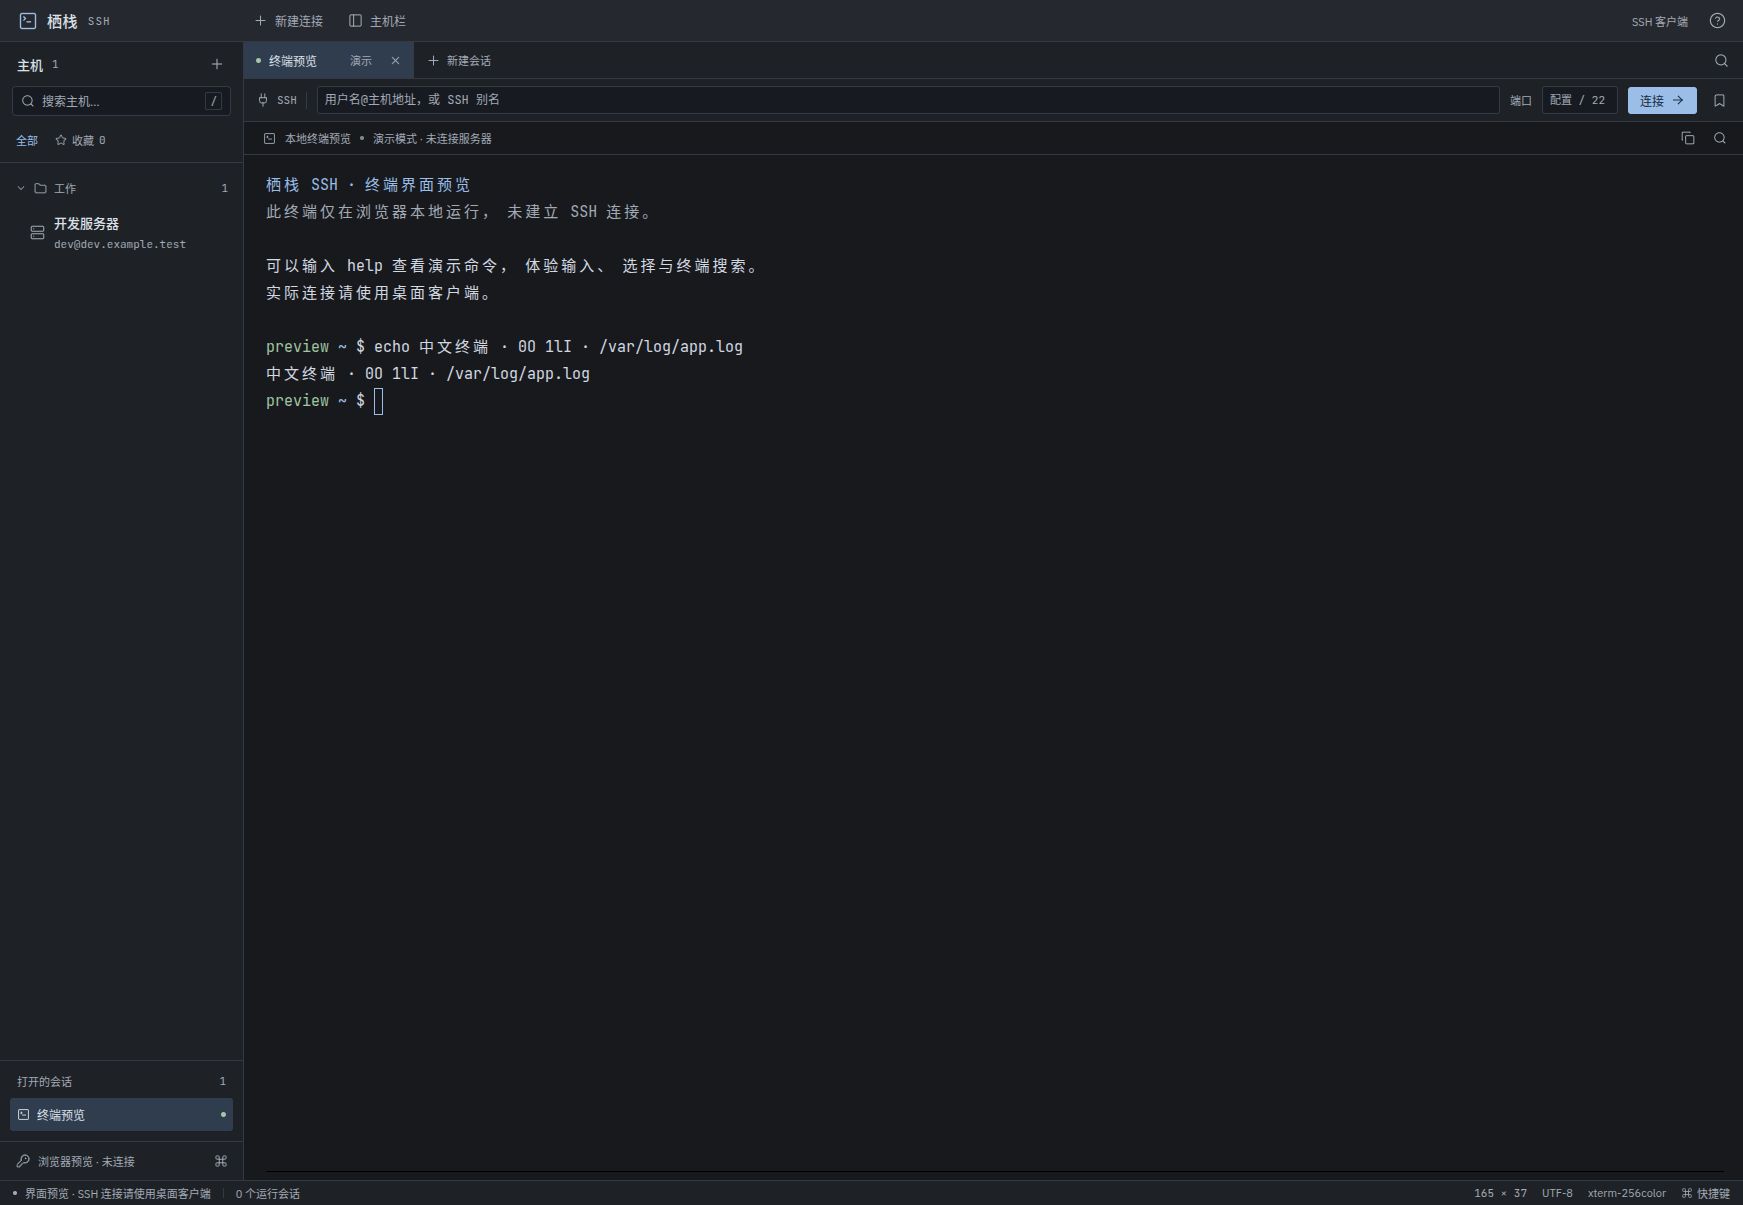 栖栈 SSH
新建连接 主机栏
SSH 客户端
主机 1
搜索主机... /
全部 收藏 0
工作 1
开发服务器
dev@dev.example.test
终端预览 演示
新建会话
SSH 用户名@主机地址，或 SSH 别名 端口 配置 / 22 连接
本地终端预览 • 演示模式 · 未连接服务器
栖栈 SSH · 终端界面预览
此终端仅在浏览器本地运行， 未建立 SSH 连接。
可以输入 help 查看演示命令， 体验输入、 选择与终端搜索。
实际连接请使用桌面客户端。
preview ~ $ echo 中文终端 · 0O 1lI · /var/log/app.log
中文终端 · 0O 1lI · /var/log/app.log
preview ~ $
打开的会话 1
终端预览
浏览器预览 · 未连接 ⌘
界面预览 · SSH 连接请使用桌面客户端 0 个运行会话
165 × 37 UTF-8 xterm-256color ⌘ 快捷键